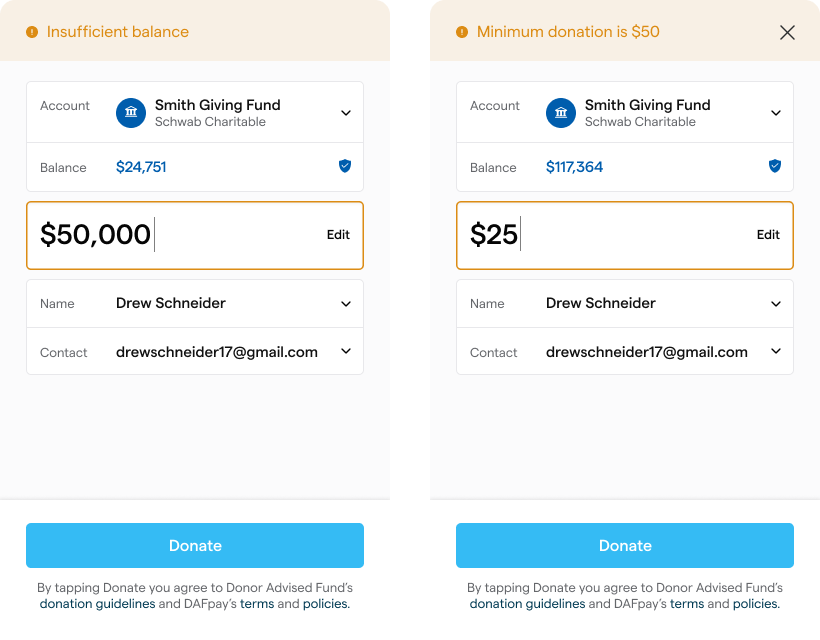 Insufficient balance
Account
Smith Giving Fund
Schwab Charitable
Balance $24,751
$50,000 Edit
Name Drew Schneider
Contact drewschneider17@gmail.com
Donate
By tapping Donate you agree to Donor Advised Fund's
donation guidelines and DAFpay's terms and policies.
Minimum donation is $50
Account
Smith Giving Fund
Schwab Charitable
Balance $117,364
$25 Edit
Name Drew Schneider
Contact drewschneider17@gmail.com
Donate
By tapping Donate you agree to Donor Advised Fund's
donation guidelines and DAFpay's terms and policies.